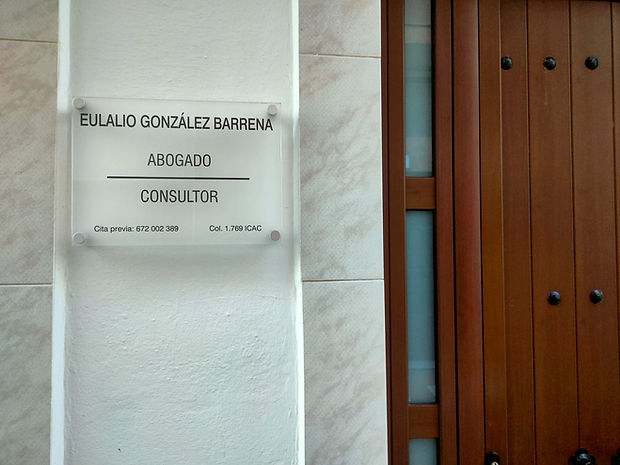 EULALIO GONZÁLEZ BARRENA
ABOGADO
CONSULTOR
Cita previa: 672 002 389 Col. 1.769 ICAC